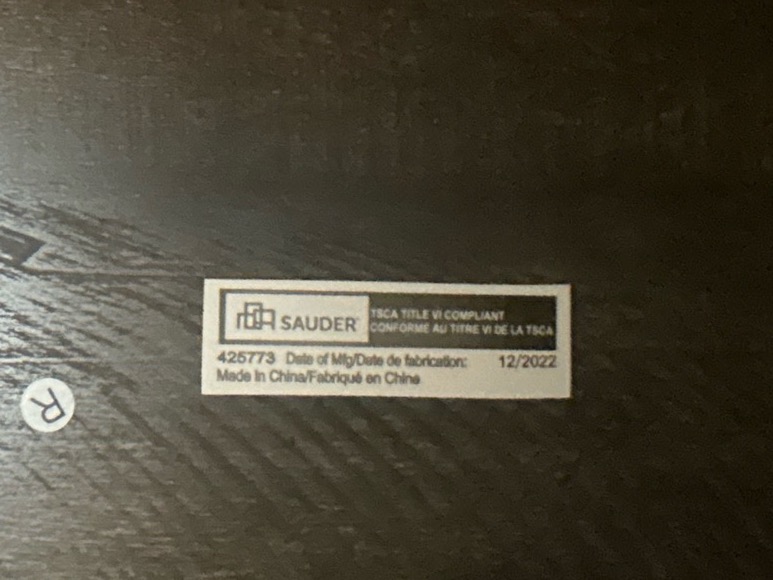 SAUDER
TSCA TITLE VI COMPLIANT
CONFORME AU TITRE VI DE LA TSCA
425773 Date of Mfg/Date de fabrication: 12/2022
Made In China/Fabriqué en China
R